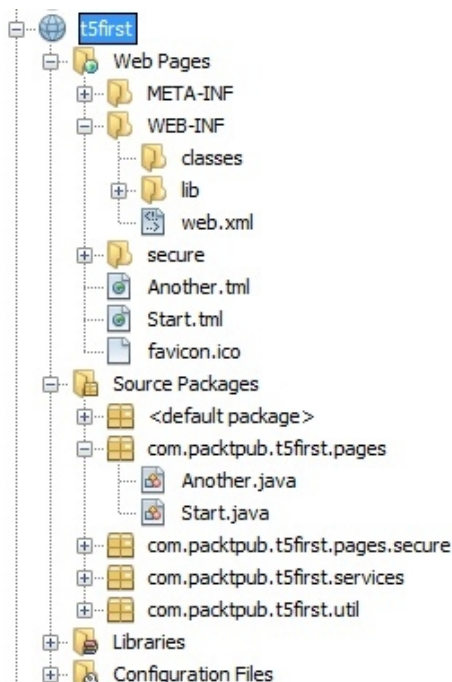 t5first
Web Pages
META-INF
WEB-INF
classes
lib
web.xml
secure
Another.tml
Start.tml
favicon.ico
Source Packages
<default package>
com.packtpub.t5first.pages
Another.java
Start.java
com.packtpub.t5first.pages.secure
com.packtpub.t5first.services
com.packtpub.t5first.util
Libraries
Configuration Files